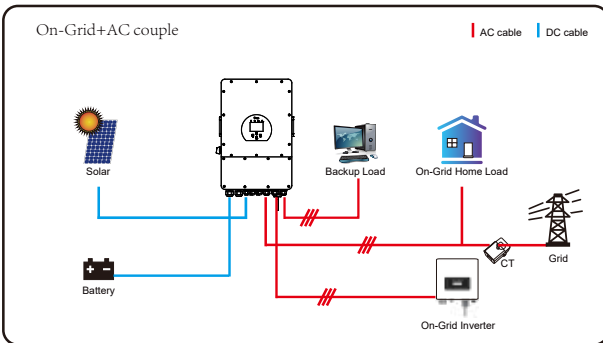 On-Grid+AC couple
AC cable
DC cable
Solar
Backup Load
On-Grid Home Load
CT
Grid
Battery
On-Grid Inverter